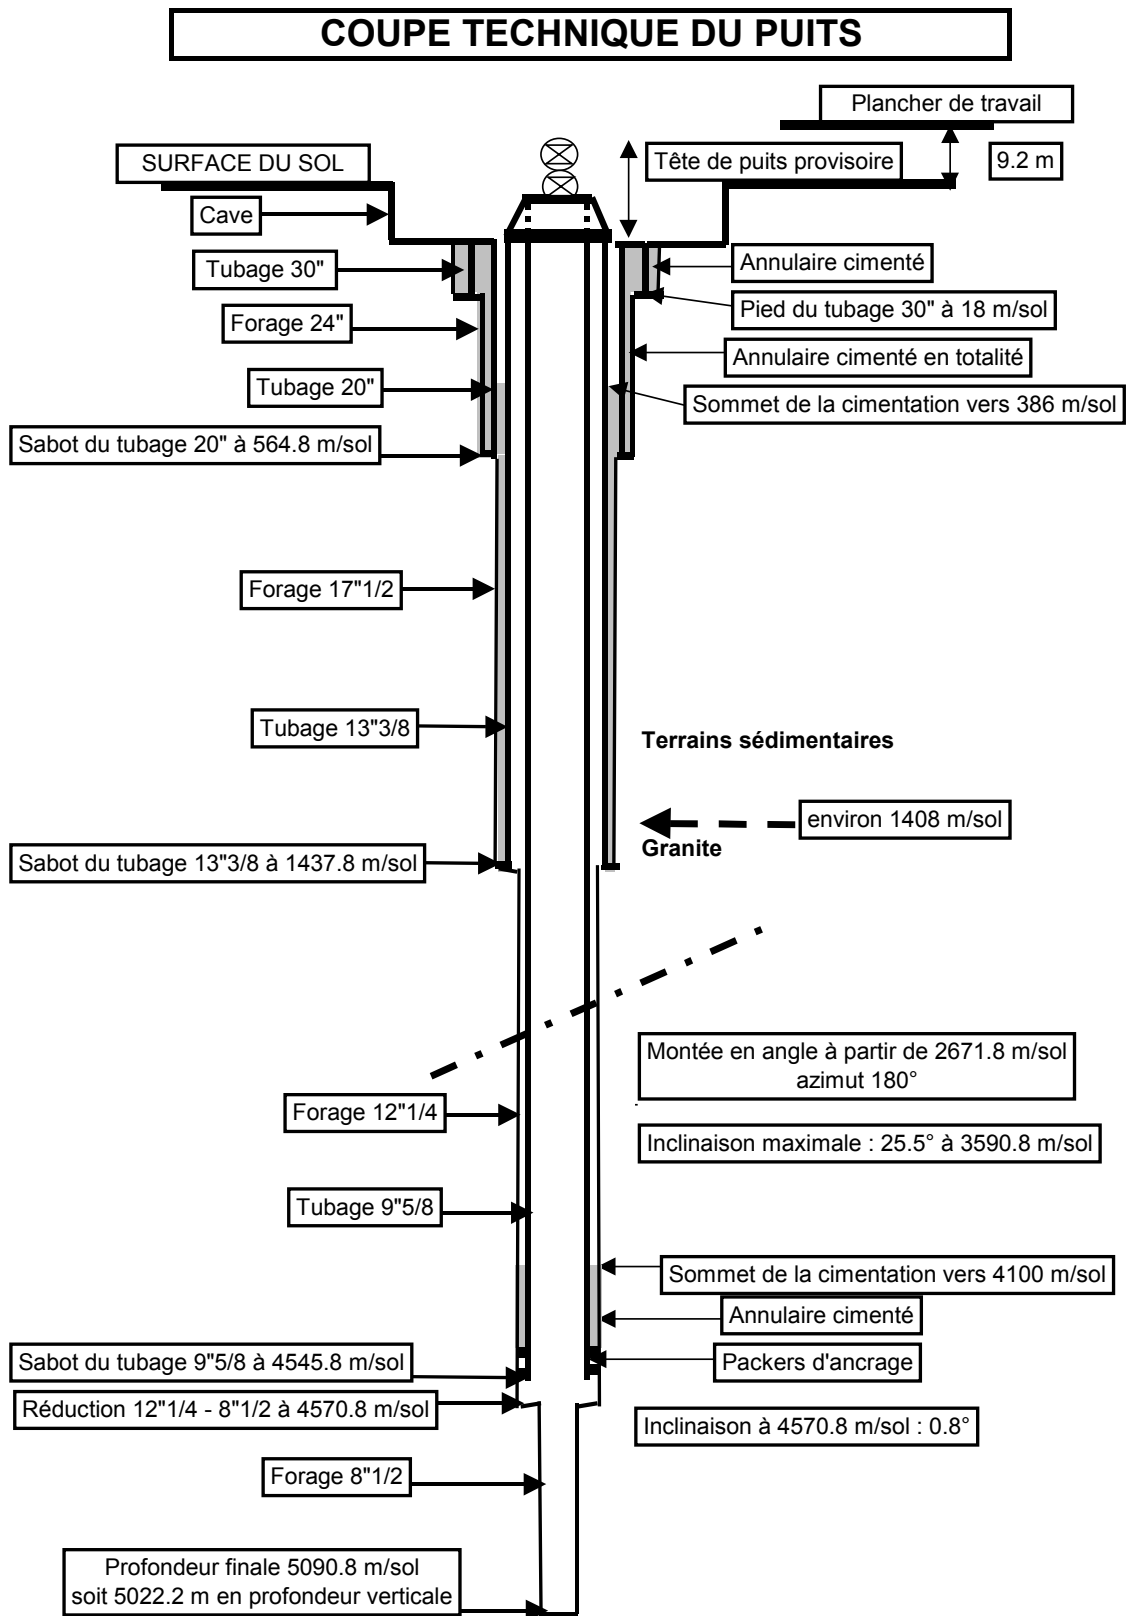 COUPE TECHNIQUE DU PUITS
Plancher de travail
SURFACE DU SOL
Tête de puits provisoire
9.2 m
Cave
Tubage 30"
Annulaire cimenté
Pied du tubage 30" à 18 m/sol
Forage 24"
Annulaire cimenté en totalité
Tubage 20"
Sommet de la cimentation vers 386 m/sol
Sabot du tubage 20" à 564.8 m/sol
Forage 17"1/2
Tubage 13"3/8
Terrains sédimentaires
environ 1408 m/sol
Granite
Sabot du tubage 13"3/8 à 1437.8 m/sol
Montée en angle à partir de 2671.8 m/sol
azimut 180°
Forage 12"1/4
Inclinaison maximale : 25.5° à 3590.8 m/sol
Tubage 9"5/8
Sommet de la cimentation vers 4100 m/sol
Annulaire cimenté
Sabot du tubage 9"5/8 à 4545.8 m/sol
Packers d'ancrage
Réduction 12"1/4 - 8"1/2 à 4570.8 m/sol
Inclinaison à 4570.8 m/sol : 0.8°
Forage 8"1/2
Profondeur finale 5090.8 m/sol
soit 5022.2 m en profondeur verticale